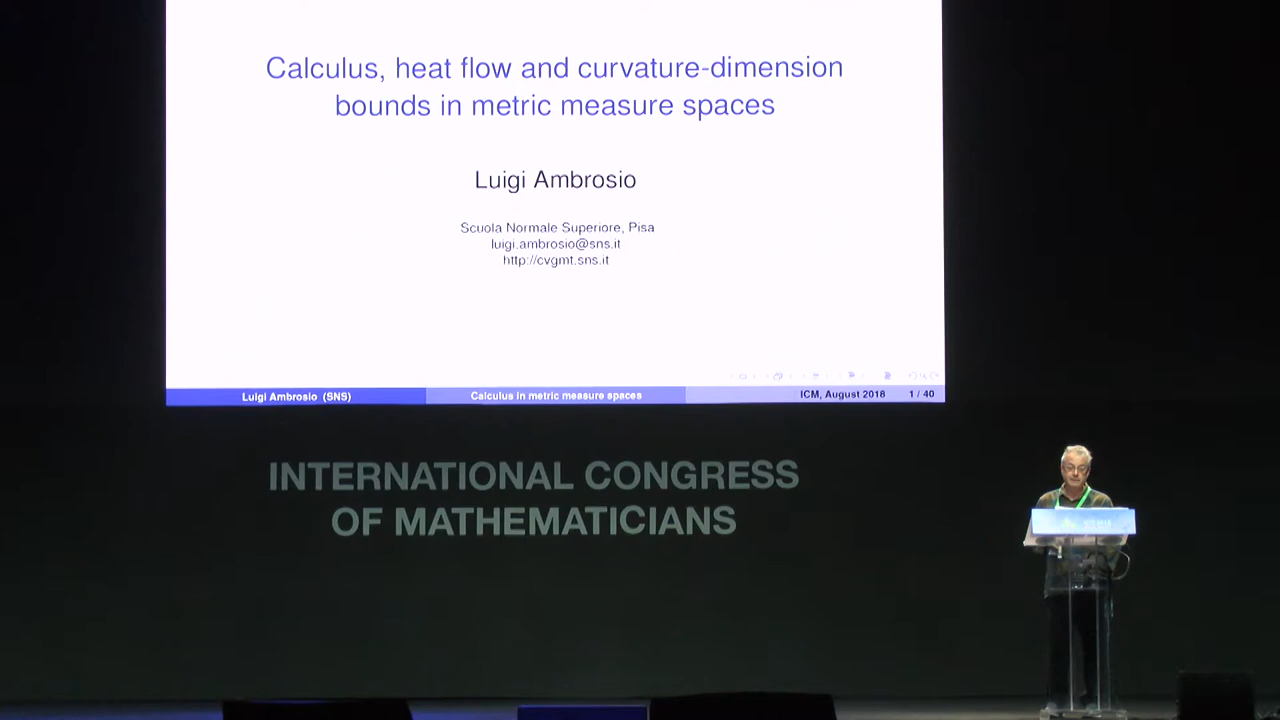 Calculus, heat flow and curvature-dimension
bounds in metric measure spaces
Luigi Ambrosio
Scuola Normale Superiore, Pisa
luigi.ambrosio@sns.it
http://cvgmt.sns.it
Luigi Ambrosio (SNS)
Calculus in metric measure spaces
ICM, August 2018
1 / 40
INTERNATIONAL CONGRESS
OF MATHEMATICIANS